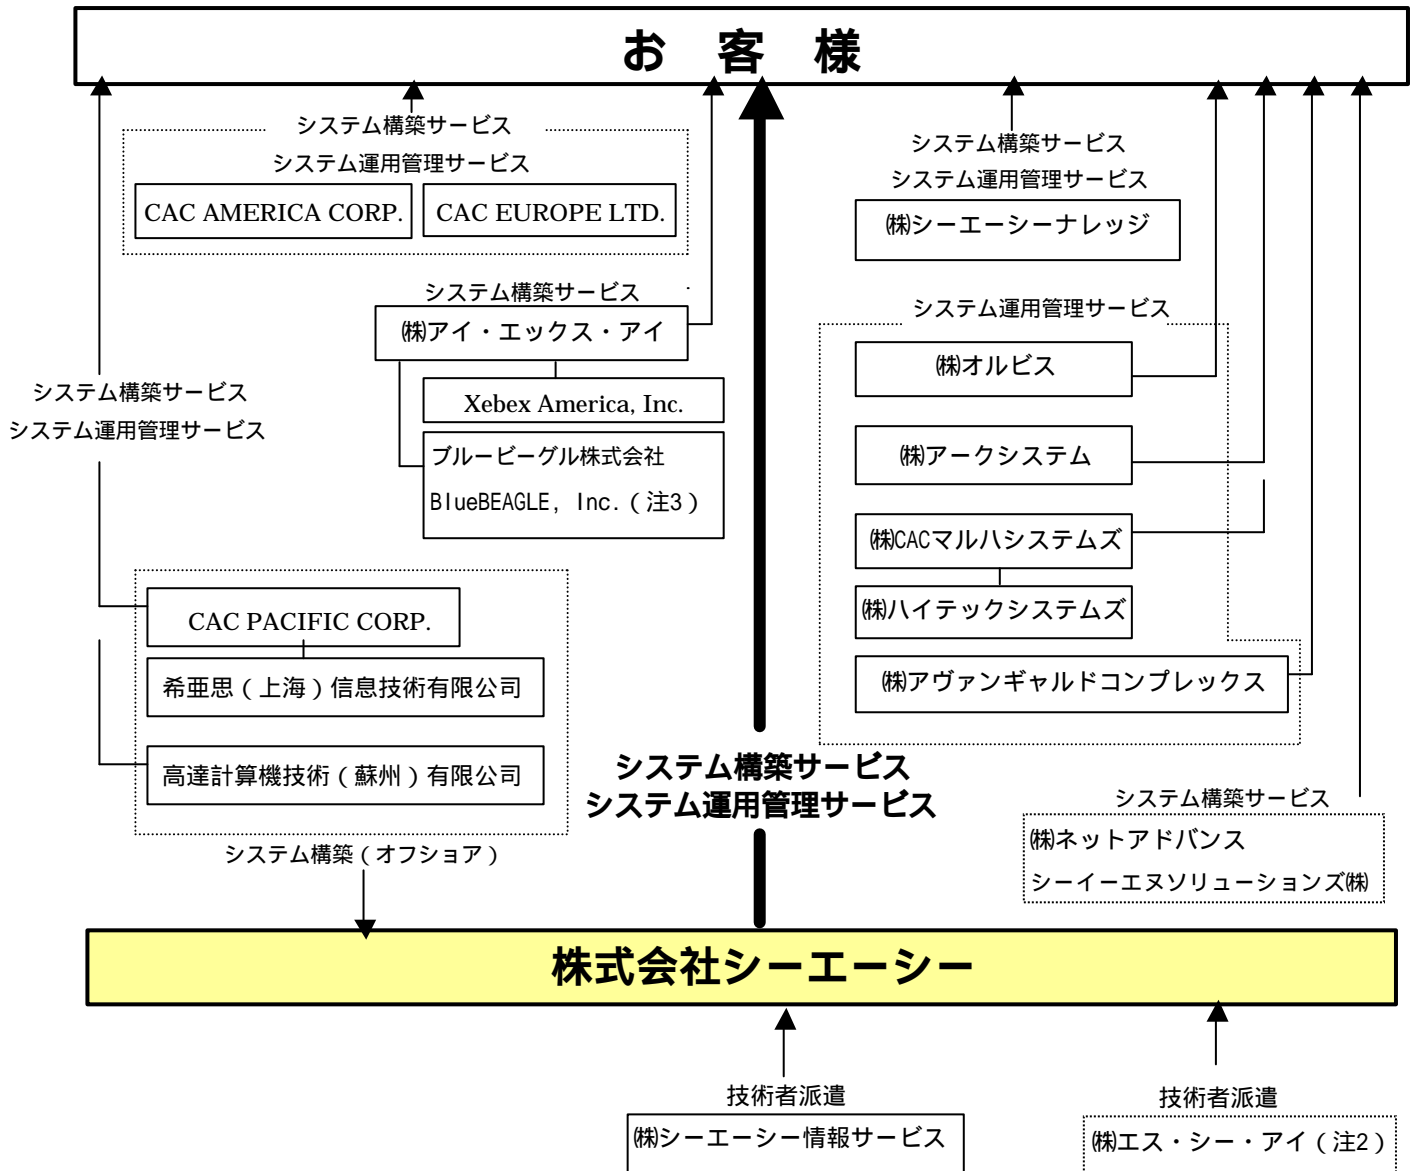 お 客 様
システム構築サービス
システム運用管理サービス
CAC AMERICA CORP.
CAC EUROPE LTD.
システム構築サービス
システム運用管理サービス
㈱シーエーシーナレッジ
システム構築サービス
㈱アイ・エックス・アイ
Xebex America, Inc.
ブルービーグル株式会社
BlueBEAGLE, Inc.（注3）
システム運用管理サービス
㈱オルビス
㈱アークシステム
㈱CACマルハシステムズ
㈱ハイテックシステムズ
㈱アヴァンギャルドコンプレックス
システム構築サービス
システム運用管理サービス
CAC PACIFIC CORP.
希亜思（上海）信息技術有限公司
高達計算機技術（蘇州）有限公司
システム構築（オフショア）
システム構築サービス
システム運用管理サービス
システム構築サービス
㈱ネットアドバンス
シーイーエヌソリューションズ㈱
株式会社シーエーシー
技術者派遣
㈱シーエーシー情報サービス
技術者派遣
㈱エス・シー・アイ（注2）